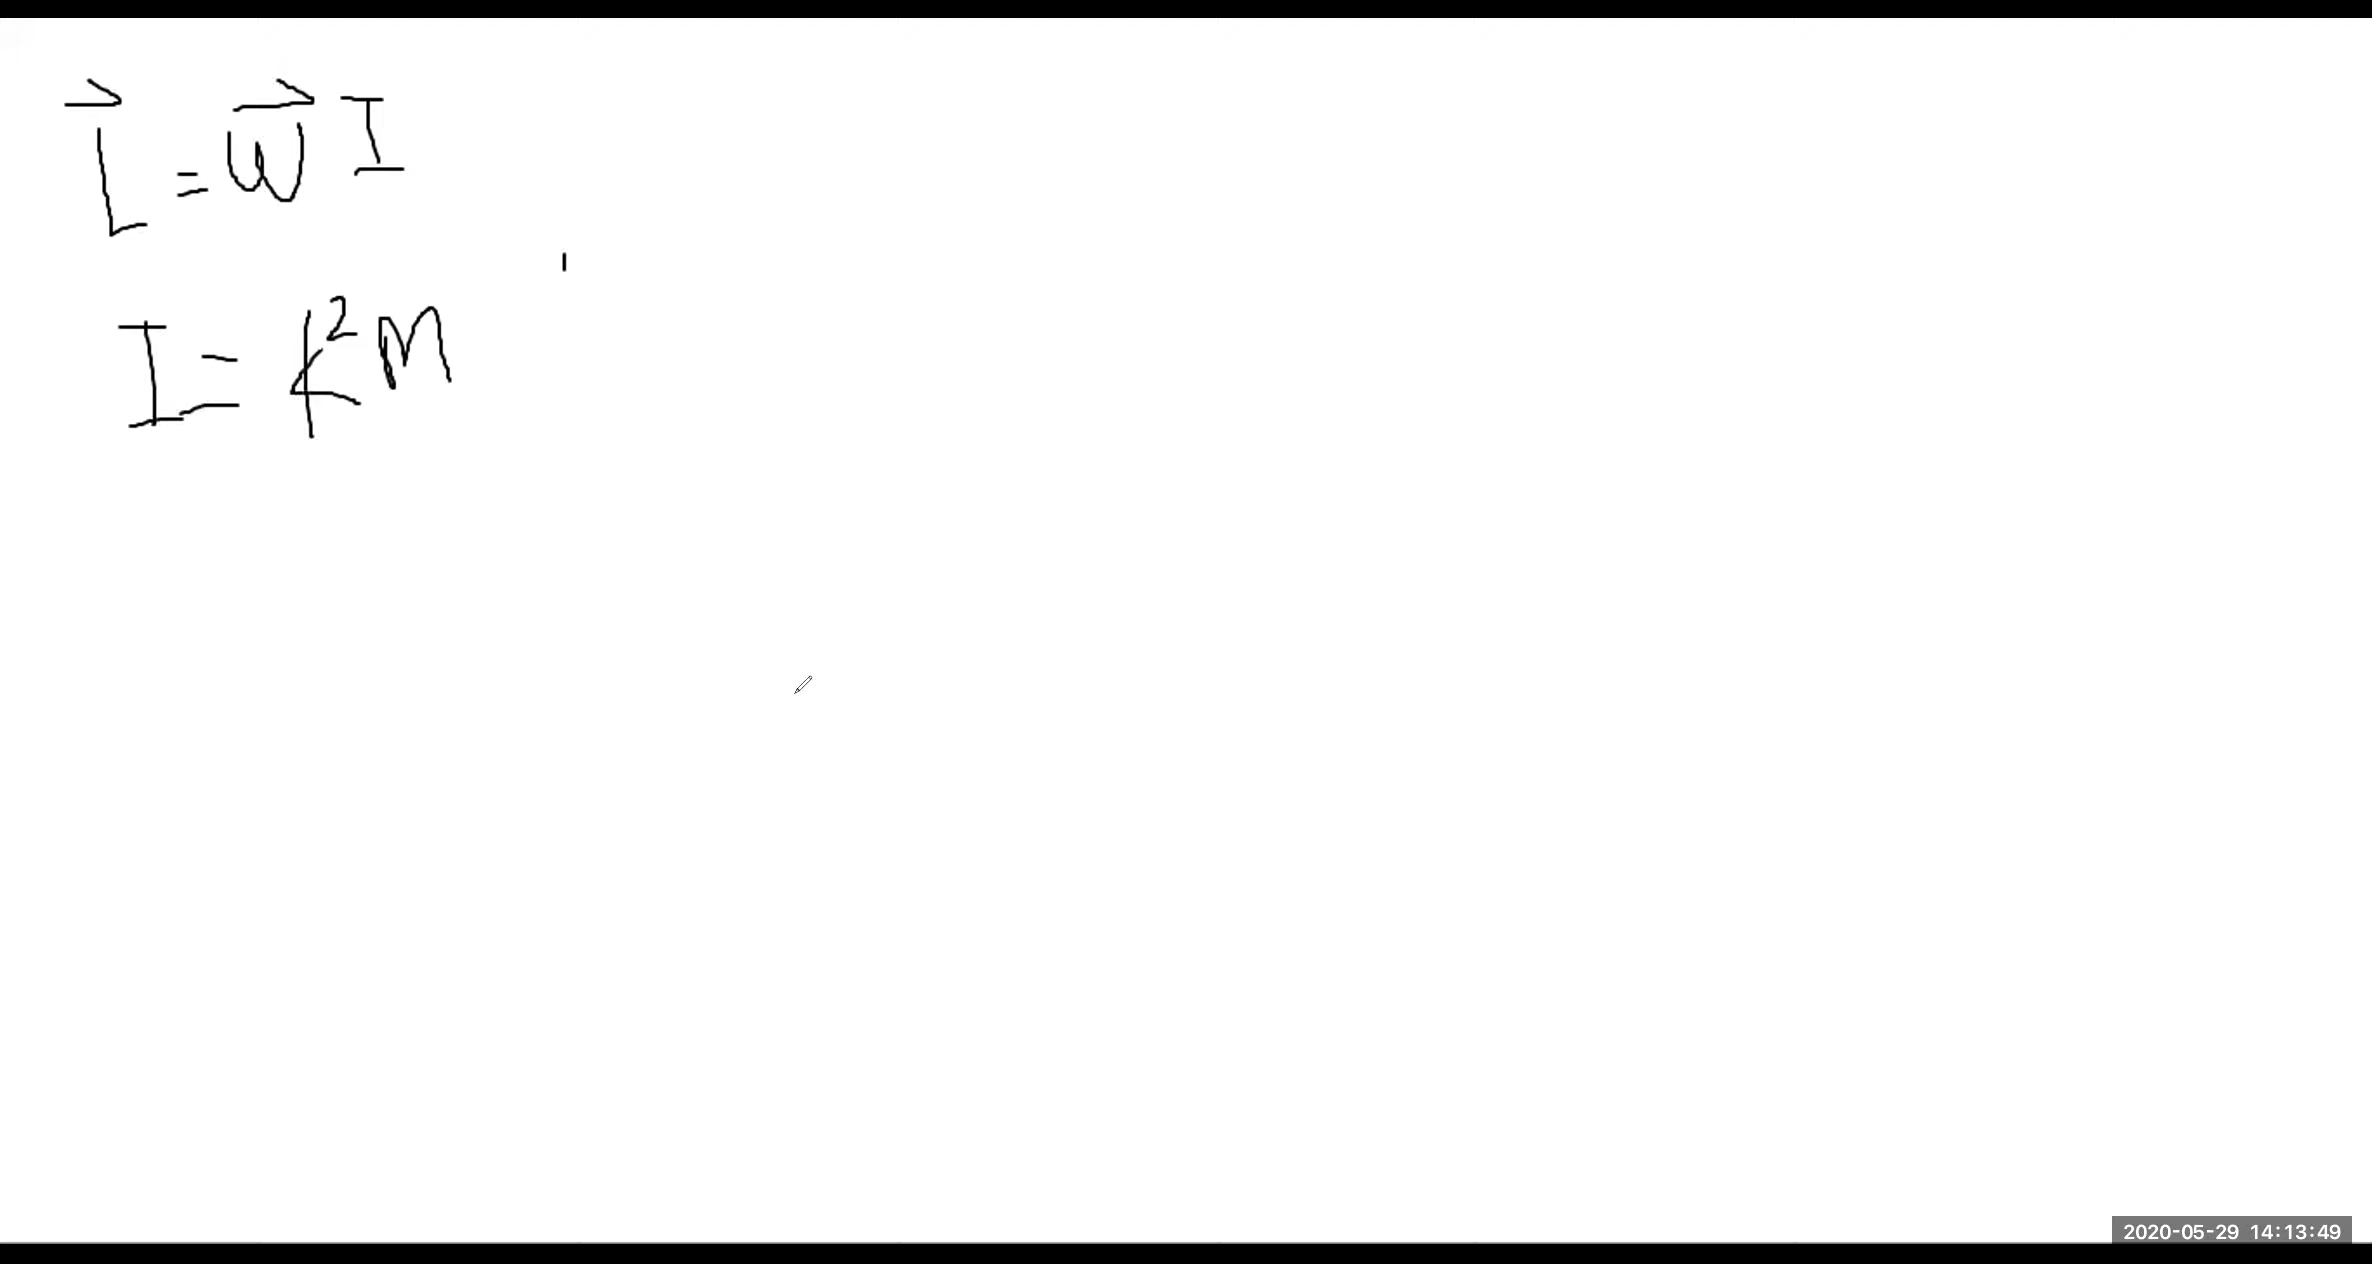 L⃗ = ω⃗ I
I = k²M
2020-05-29 14:13:49